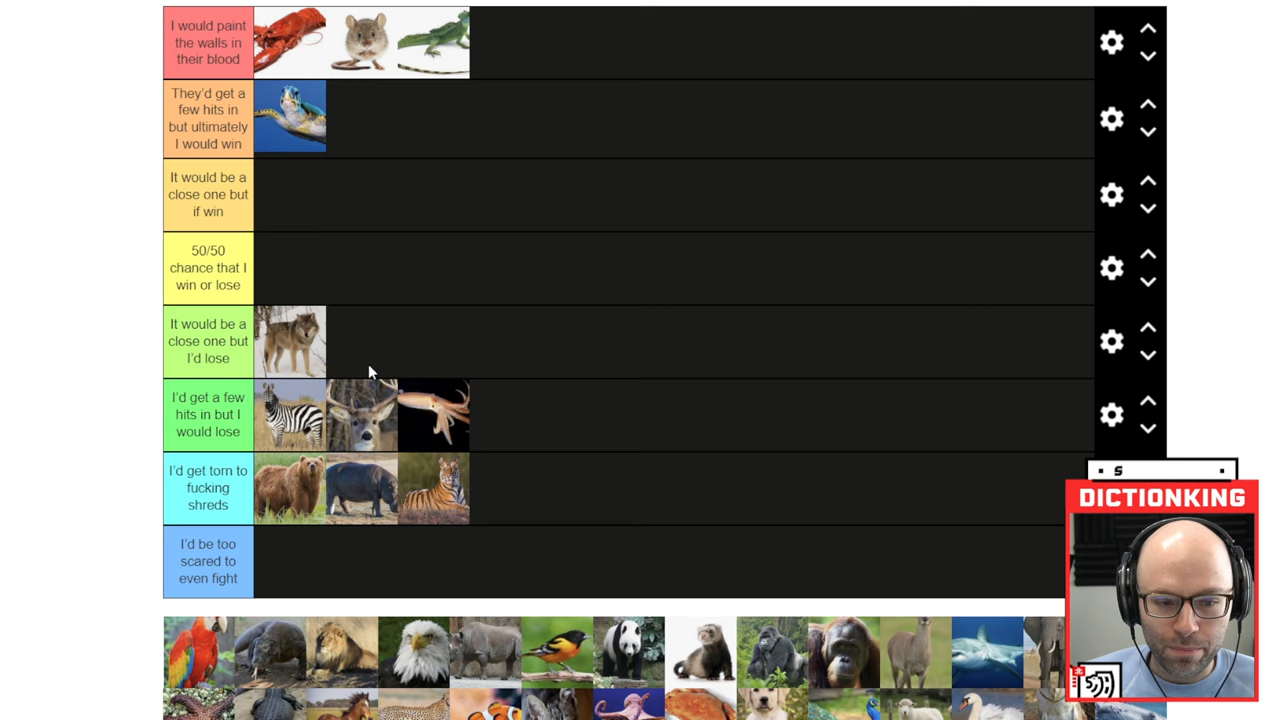 I would paint
the walls in
their blood
They'd get a
few hits in
but ultimately
I would win
It would be a
close one but
if win
50/50
chance that I
win or lose
It would be a
close one but
I'd lose
I'd get a few
hits in but I
would lose
I'd get torn to
fucking
shreds
I'd be too
scared to
even fight
S
DICTIONKING